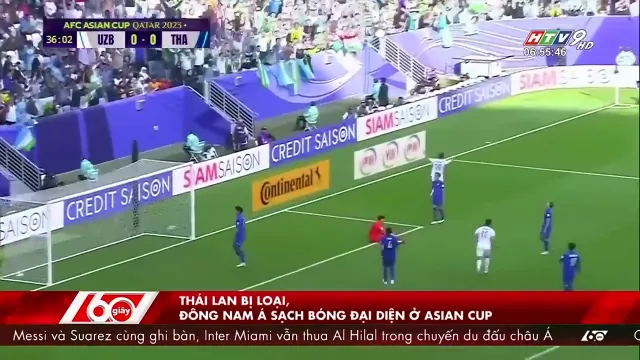 AFC ASIAN CUP QATAR 2023
36:02 UZB 0 - 0 THA
HTV9 HD
06:55:46
CREDIT SAISON
SIAM SAISON
CREDIT SAISON
SIAM SAISON
CREDIT SAISON
SIAM
Continental
60 giây
THÁI LAN BỊ LOẠI,
ĐÔNG NAM Á SẠCH BÓNG ĐẠI DIỆN Ở ASIAN CUP
Messi và Suarez cùng ghi bàn, Inter Miami vẫn thua Al Hilal trong chuyến du đấu châu Á
60